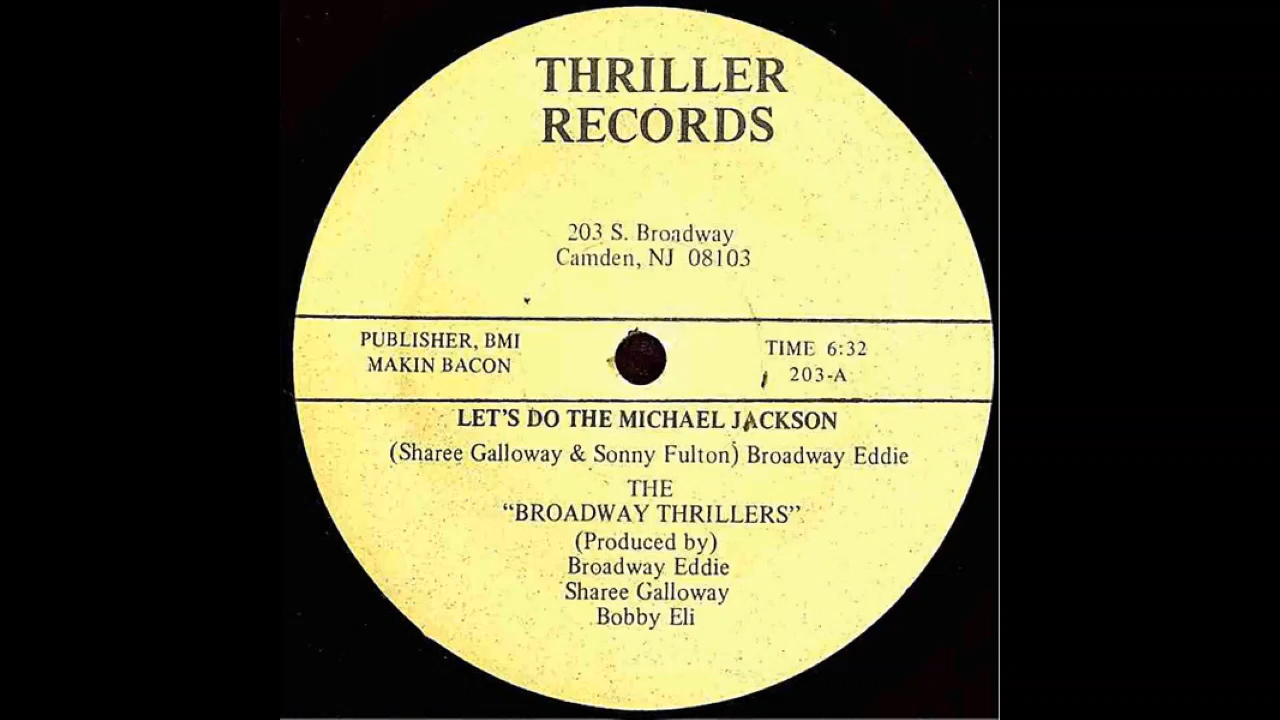 THRILLER
RECORDS
203 S. Broadway
Camden, NJ 08103
PUBLISHER, BMI
MAKIN BACON
TIME 6:32
203-A
LET'S DO THE MICHAEL JACKSON
(Sharee Galloway & Sonny Fulton) Broadway Eddie
THE
“BROADWAY THRILLERS”
(Produced by)
Broadway Eddie
Sharee Galloway
Bobby Eli